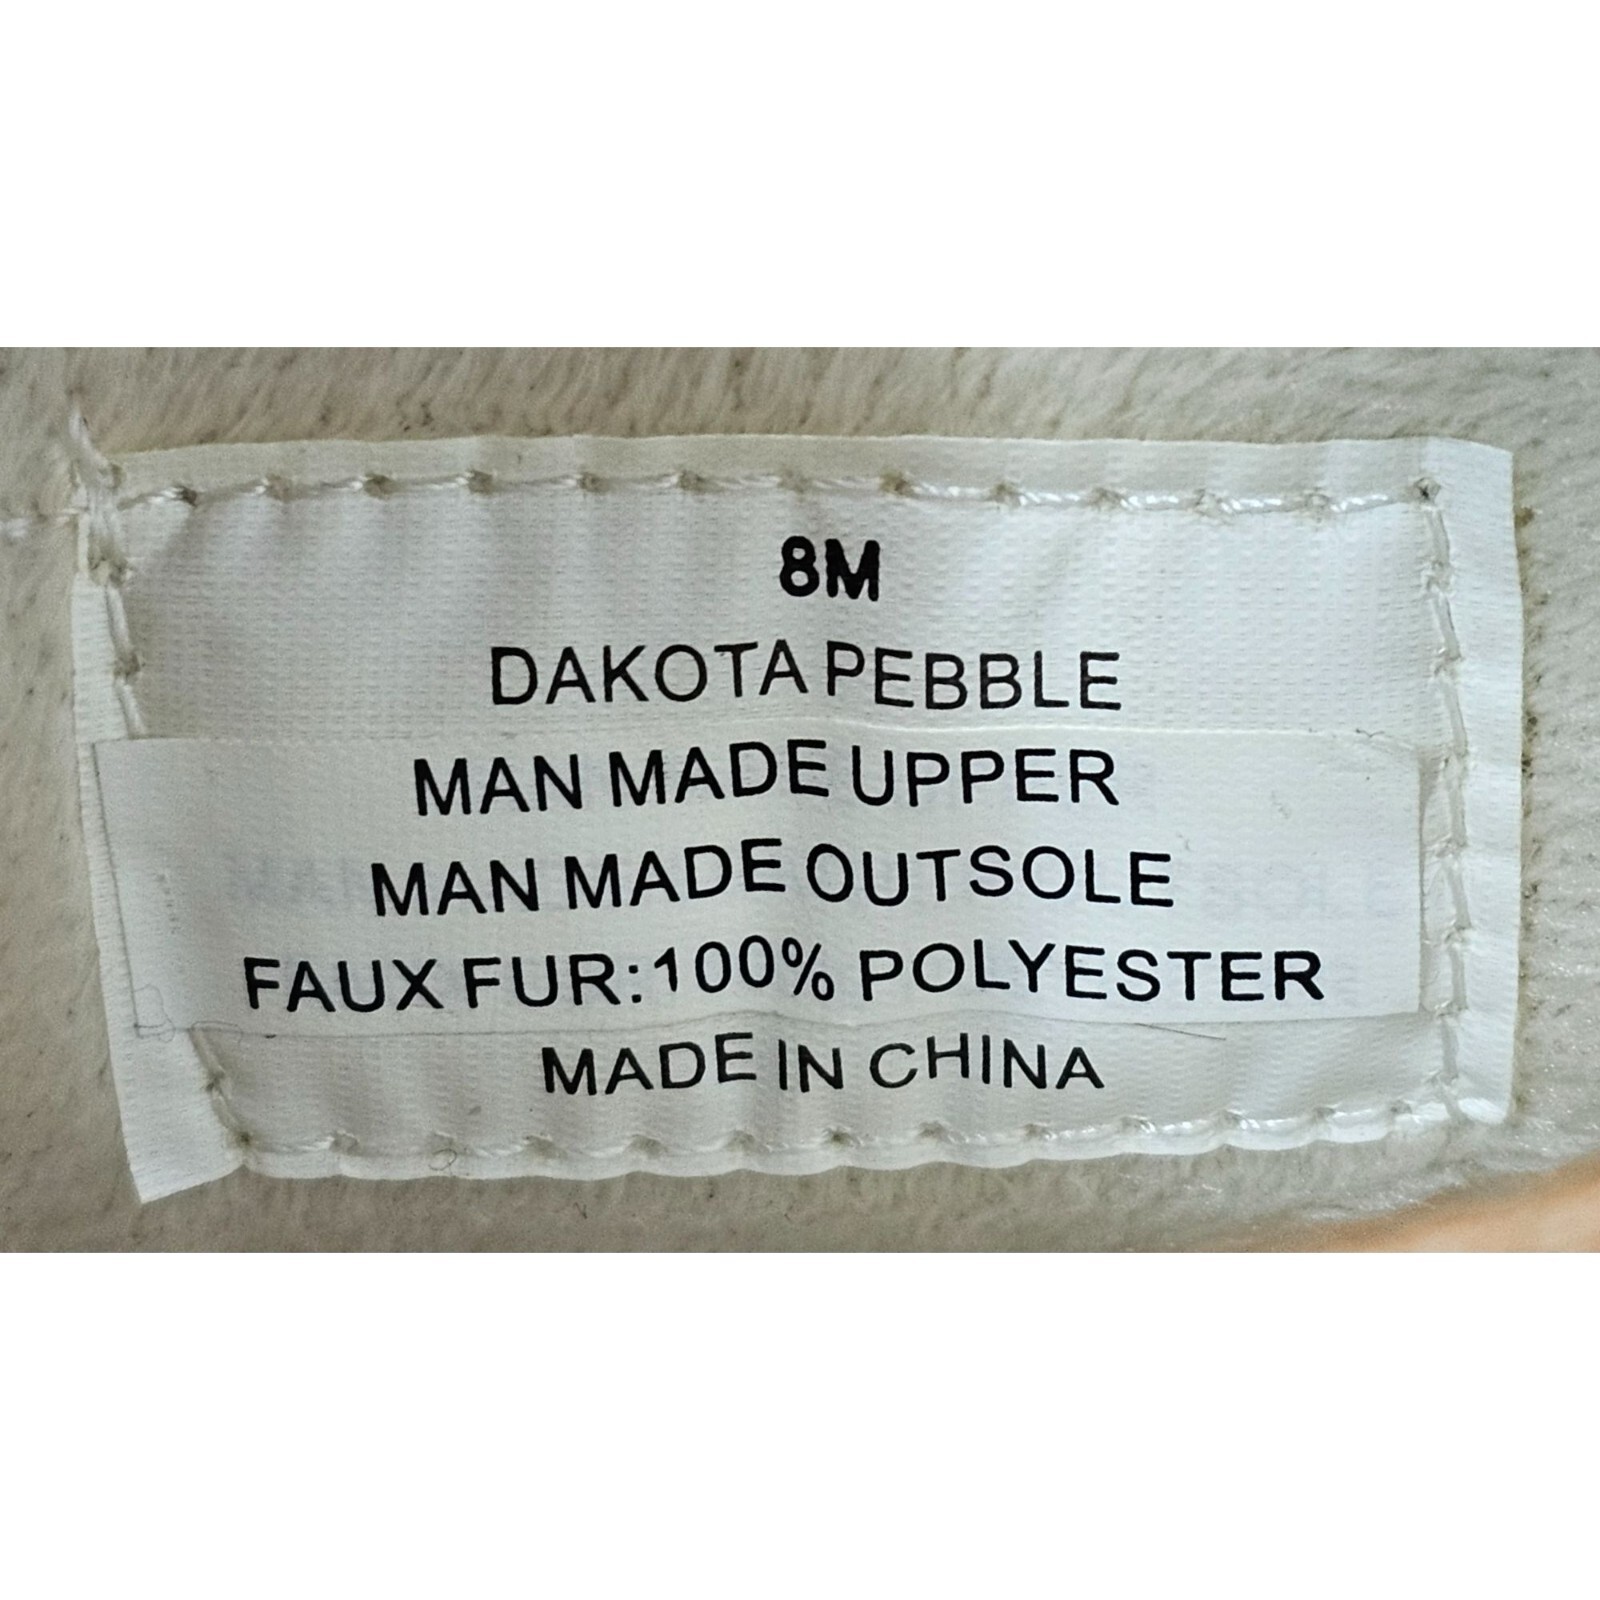 8M
DAKOTA PEBBLE
MAN MADE UPPER
MAN MADE OUTSOLE
FAUX FUR:100% POLYESTER
MADE IN CHINA